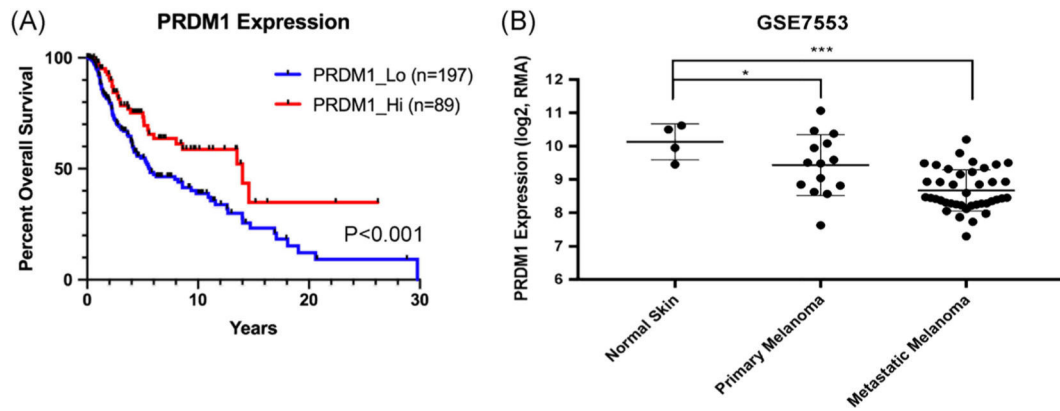 (A)
PRDM1 Expression
PRDM1_Lo (n=197)
PRDM1_Hi (n=89)
Percent Overall Survival
100
50
0
P<0.001
0 10 20 30
Years
(B)
GSE7553
***
*
PRDM1 Expression (log2, RMA)
12
11
10
9
8
7
6
Normal Skin
Primary Melanoma
Metastatic Melanoma